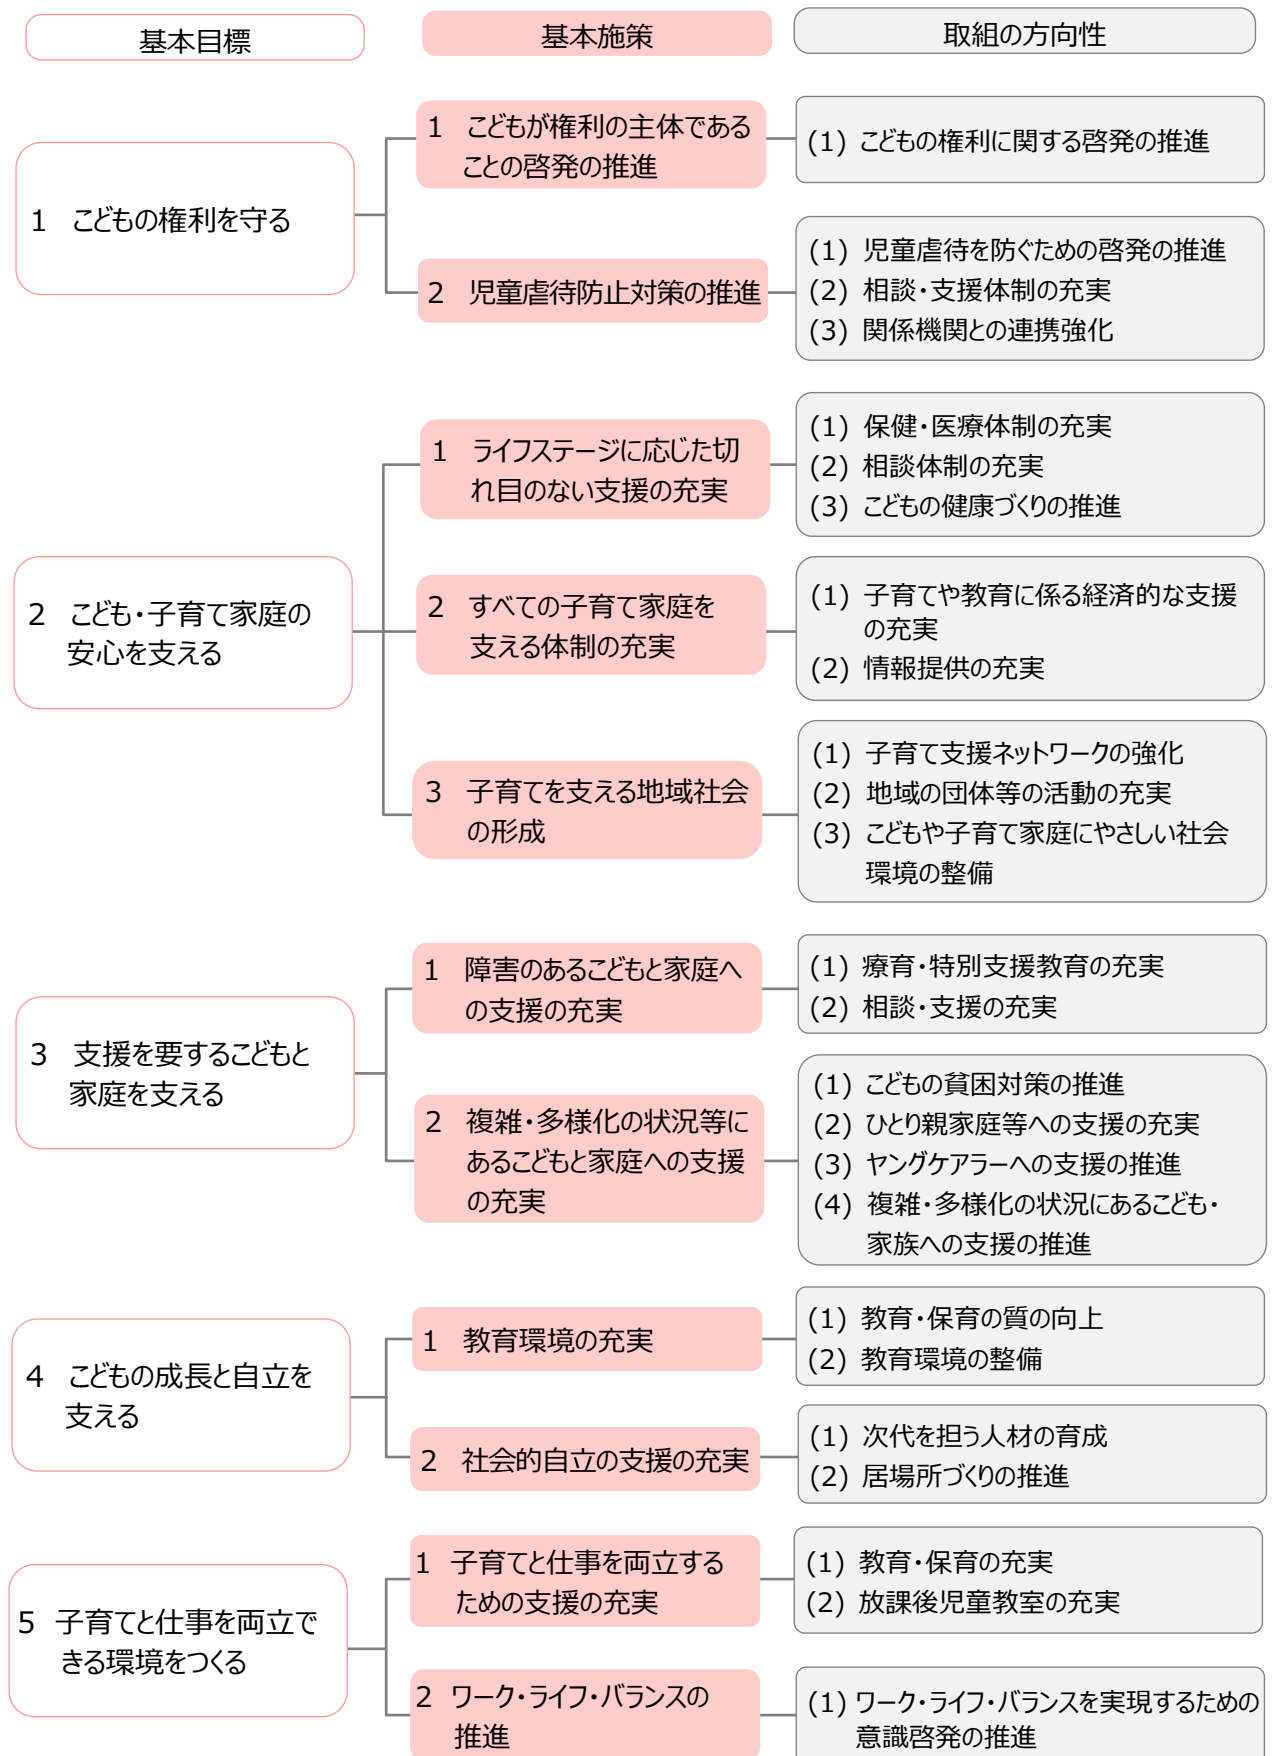 基本目標
基本施策
取組の方向性
1 こどもの権利を守る
1 こどもが権利の主体である
ことの啓発の推進
(1) こどもの権利に関する啓発の推進
2 児童虐待防止対策の推進
(1) 児童虐待を防ぐための啓発の推進
(2) 相談・支援体制の充実
(3) 関係機関との連携強化
2 こども・子育て家庭の
安心を支える
1 ライフステージに応じた切
れ目のない支援の充実
(1) 保健・医療体制の充実
(2) 相談体制の充実
(3) こどもの健康づくりの推進
2 すべての子育て家庭を
支える体制の充実
(1) 子育てや教育に係る経済的な支援
の充実
(2) 情報提供の充実
3 子育てを支える地域社会
の形成
(1) 子育て支援ネットワークの強化
(2) 地域の団体等の活動の充実
(3) こどもや子育て家庭にやさしい社会
環境の整備
3 支援を要するこどもと
家庭を支える
1 障害のあるこどもと家庭へ
の支援の充実
(1) 療育・特別支援教育の充実
(2) 相談・支援の充実
2 複雑・多様化の状況等に
あるこどもと家庭への支援
の充実
(1) こどもの貧困対策の推進
(2) ひとり親家庭等への支援の充実
(3) ヤングケアラーへの支援の推進
(4) 複雑・多様化の状況にあるこども・
家族への支援の推進
4 こどもの成長と自立を
支える
1 教育環境の充実
(1) 教育・保育の質の向上
(2) 教育環境の整備
2 社会的自立の支援の充実
(1) 次代を担う人材の育成
(2) 居場所づくりの推進
5 子育てと仕事を両立で
きる環境をつくる
1 子育てと仕事を両立する
ための支援の充実
(1) 教育・保育の充実
(2) 放課後児童教室の充実
2 ワーク・ライフ・バランスの
推進
(1) ワーク・ライフ・バランスを実現するための
意識啓発の推進